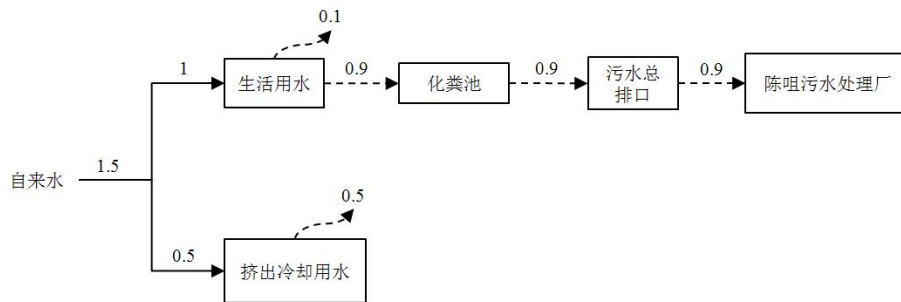 0.1
1
生活用水
0.9
化粪池
0.9
污水总
排口
0.9
陈咀污水处理厂
自来水
1.5
0.5
0.5
挤出冷却用水